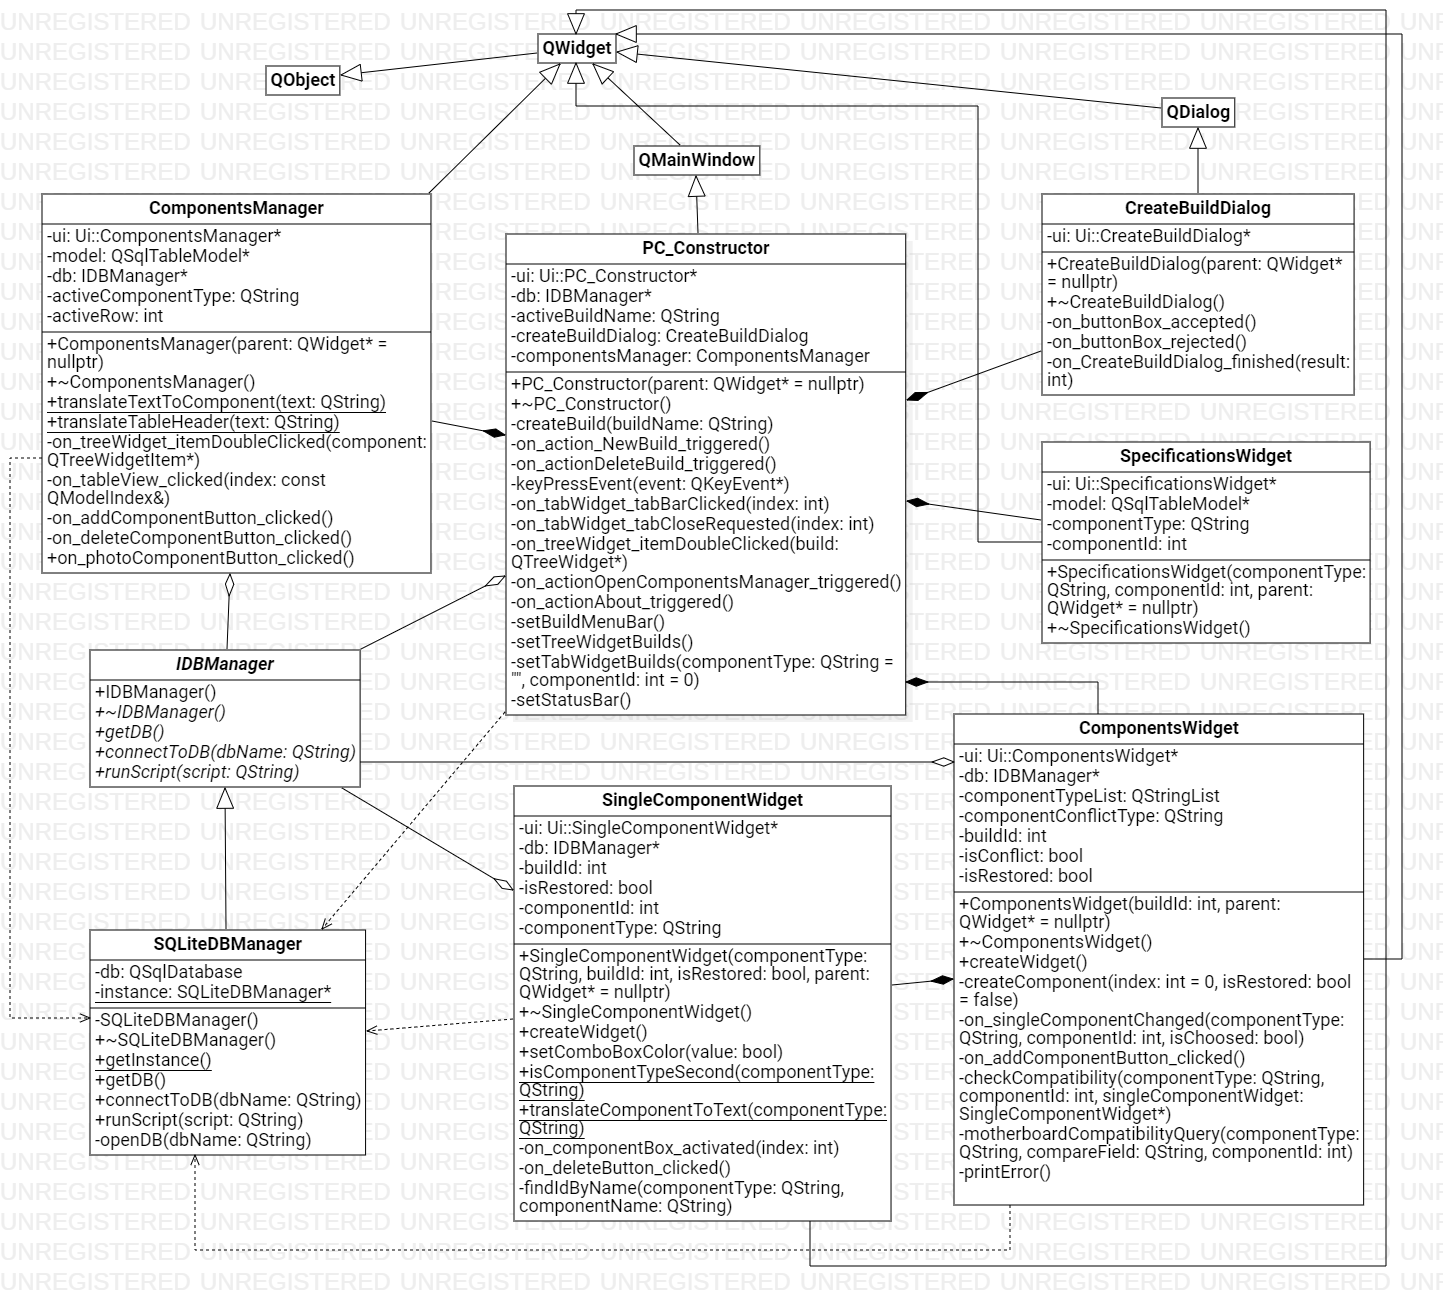 QWidget
QObject
QDialog
QMainWindow
ComponentsManager
-ui: Ui::ComponentsManager*
-model: QSqlTableModel*
-db: IDBManager*
-activeComponentType: QString
-activeRow: int
+ComponentsManager(parent: QWidget* =
nullptr)
+~ComponentsManager()
+translateTextToComponent(text: QString)
+translateTableHeader(text: QString)
-on_treeWidget_itemDoubleClicked(component:
QTreeWidgetItem*)
-on_tableView_clicked(index: const
QModelIndex&)
-on_addComponentButton_clicked()
-on_deleteComponentButton_clicked()
+on_photoComponentButton_clicked()
PC_Constructor
-ui: Ui::PC_Constructor*
-db: IDBManager*
-activeBuildName: QString
-createBuildDialog: CreateBuildDialog
-componentsManager: ComponentsManager
+PC_Constructor(parent: QWidget* = nullptr)
+~PC_Constructor()
-createBuild(buildName: QString)
-on_action_NewBuild_triggered()
-on_actionDeleteBuild_triggered()
-keyPressEvent(event: QKeyEvent*)
-on_tabWidget_tabBarClicked(index: int)
-on_tabWidget_tabCloseRequested(index: int)
-on_treeWidget_itemDoubleClicked(build:
QTreeWidget*)
-on_actionOpenComponentsManager_triggered()
-on_actionAbout_triggered()
-setBuildMenuBar()
-setTreeWidgetBuilds()
-setTabWidgetBuilds(componentType: QString =
"", componentId: int = 0)
-setStatusBar()
CreateBuildDialog
-ui: Ui::CreateBuildDialog*
+CreateBuildDialog(parent: QWidget*
= nullptr)
+~CreateBuildDialog()
-on_buttonBox_accepted()
-on_buttonBox_rejected()
-on_CreateBuildDialog_finished(result:
int)
SpecificationsWidget
-ui: Ui::SpecificationsWidget*
-model: QSqlTableModel*
-componentType: QString
-componentId: int
+SpecificationsWidget(componentType:
QString, componentId: int, parent:
QWidget* = nullptr)
+~SpecificationsWidget()
IDBManager
+IDBManager()
+~IDBManager()
+getDB()
+connectToDB(dbName: QString)
+runScript(script: QString)
SQLiteDBManager
-db: QSqlDatabase
-instance: SQLiteDBManager*
-SQLiteDBManager()
+~SQLiteDBManager()
+getInstance()
+getDB()
+connectToDB(dbName: QString)
+runScript(script: QString)
-openDB(dbName: QString)
SingleComponentWidget
-ui: Ui::SingleComponentWidget*
-db: IDBManager*
-buildId: int
-isRestored: bool
-componentId: int
-componentType: QString
+SingleComponentWidget(componentType:
QString, buildId: int, isRestored: bool, parent:
QWidget* = nullptr)
+~SingleComponentWidget()
+createWidget()
+setComboBoxColor(value: bool)
+isComponentTypeSecond(componentType:
QString)
+translateComponentToText(componentType:
QString)
-on_componentBox_activated(index: int)
-on_deleteButton_clicked()
-findIdByName(componentType: QString,
componentName: QString)
ComponentsWidget
-ui: Ui::ComponentsWidget*
-db: IDBManager*
-componentTypeList: QStringList
-componentConflictType: QString
-buildId: int
-isConflict: bool
-isRestored: bool
+ComponentsWidget(buildId: int, parent:
QWidget* = nullptr)
+~ComponentsWidget()
+createWidget()
-createComponent(index: int = 0, isRestored: bool
= false)
-on_singleComponentChanged(componentType:
QString, componentId: int, isChoosed: bool)
-on_addComponentButton_clicked()
-checkCompatibility(componentType: QString,
componentId: int, singleComponentWidget:
SingleComponentWidget*)
-motherboardCompatibilityQuery(componentType:
QString, compareField: QString, componentId: int)
-printError()